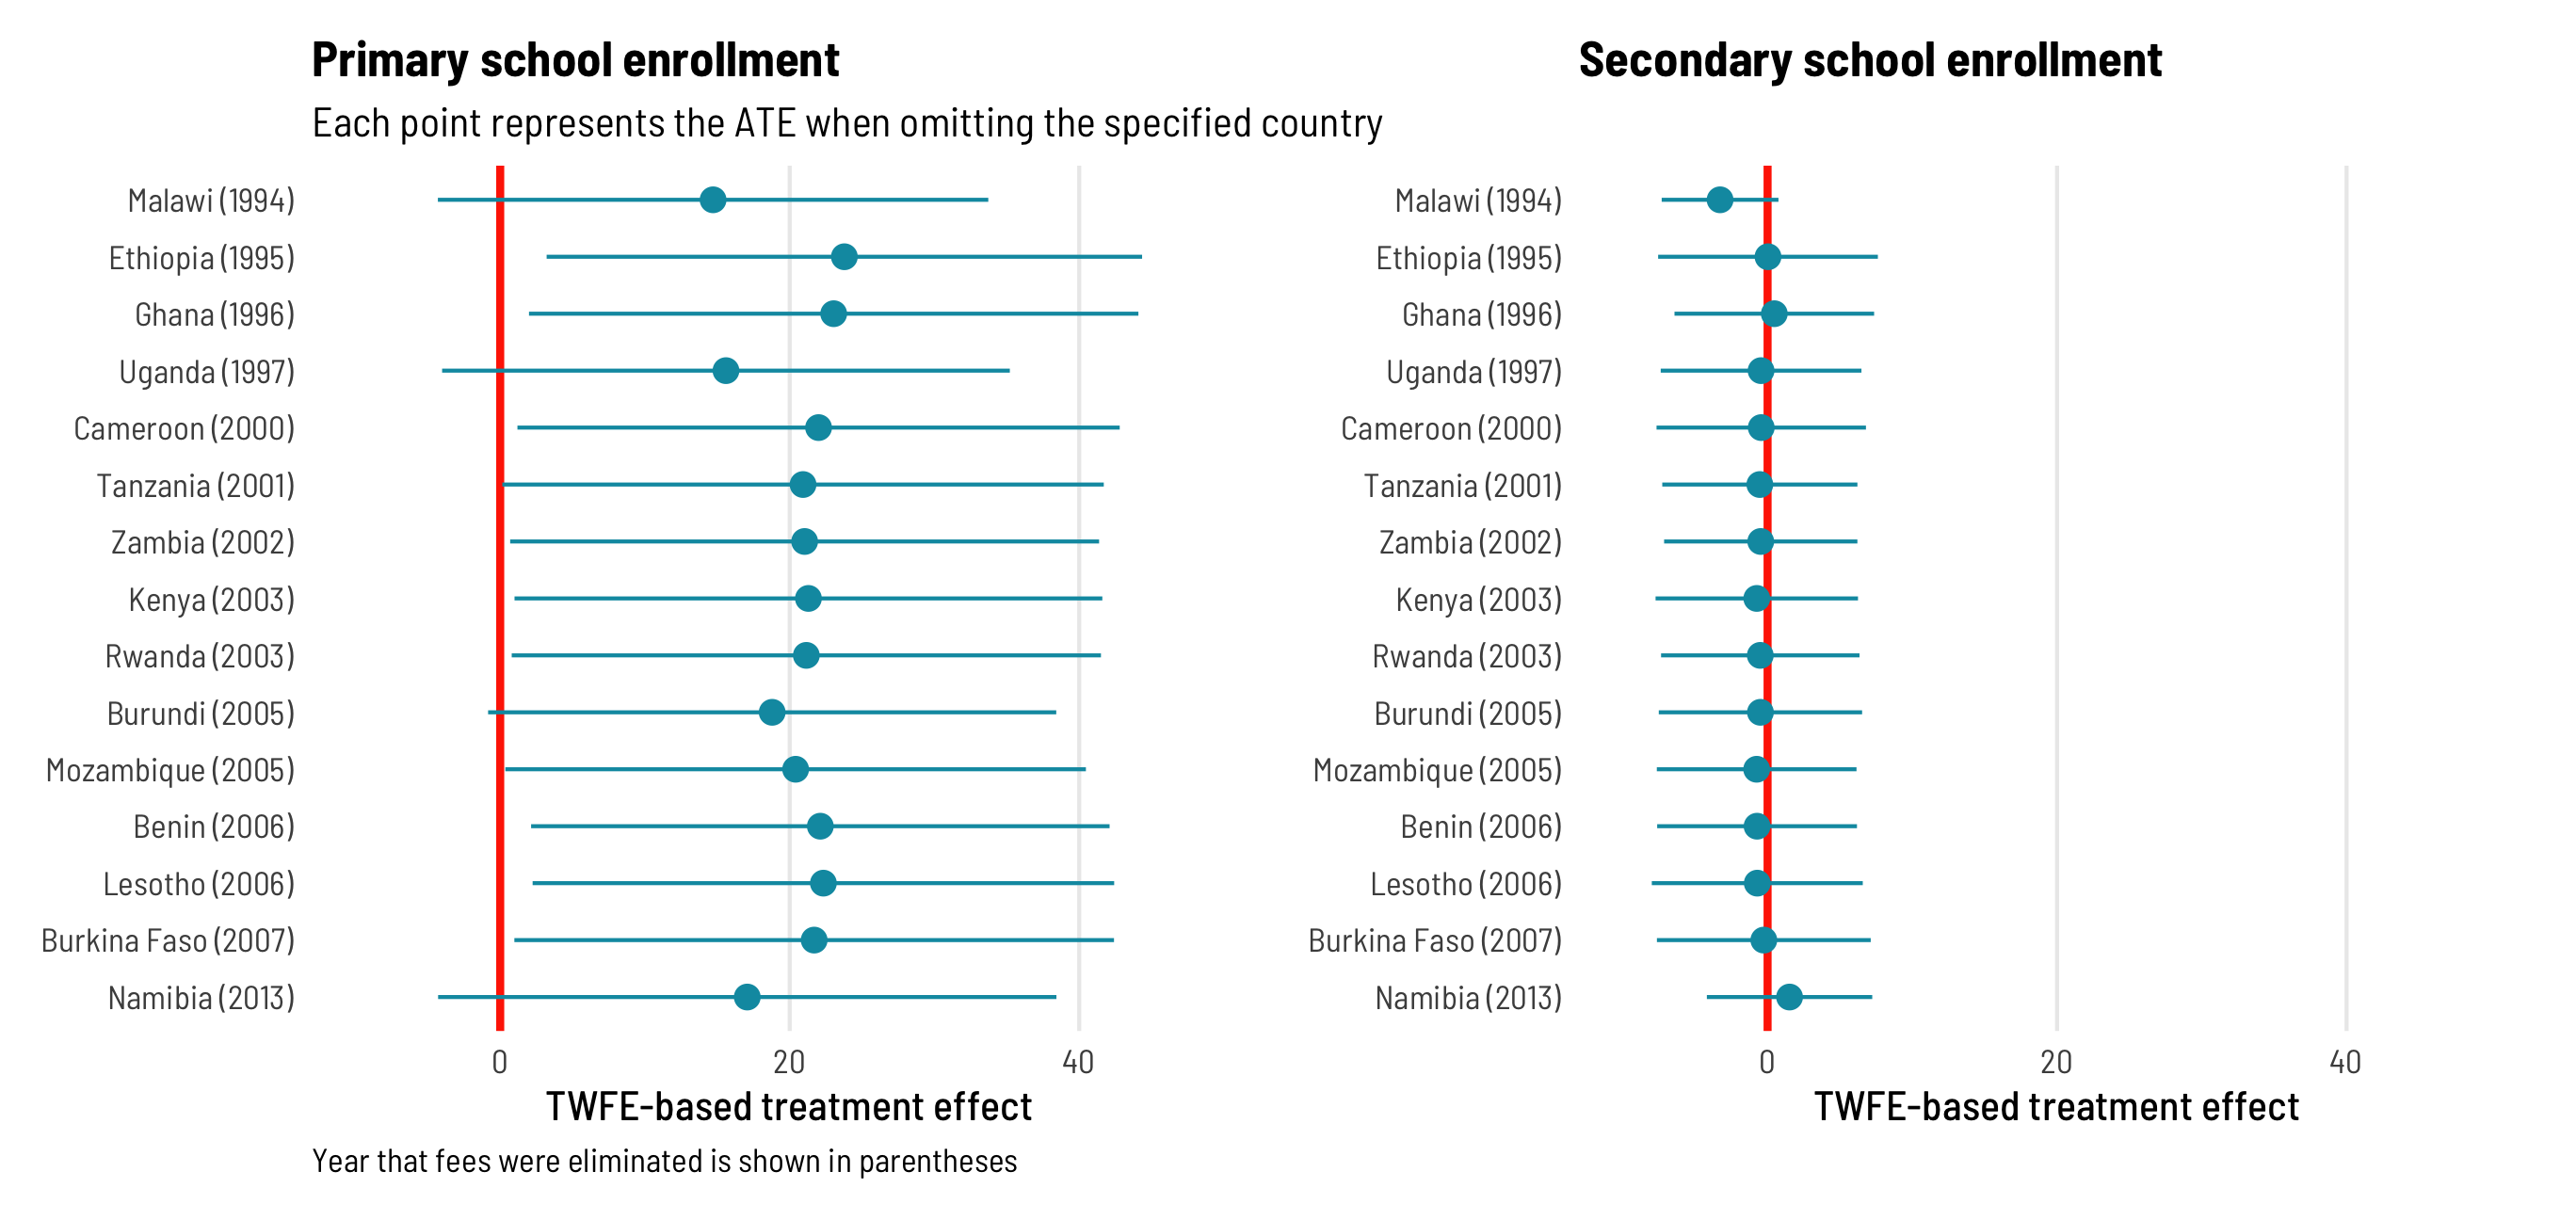 Primary school enrollment
Each point represents the ATE when omitting the specified country
Malawi (1994)
Ethiopia (1995)
Ghana (1996)
Uganda (1997)
Cameroon (2000)
Tanzania (2001)
Zambia (2002)
Kenya (2003)
Rwanda (2003)
Burundi (2005)
Mozambique (2005)
Benin (2006)
Lesotho (2006)
Burkina Faso (2007)
Namibia (2013)
0 20 40
TWFE-based treatment effect
Year that fees were eliminated is shown in parentheses
Secondary school enrollment
Malawi (1994)
Ethiopia (1995)
Ghana (1996)
Uganda (1997)
Cameroon (2000)
Tanzania (2001)
Zambia (2002)
Kenya (2003)
Rwanda (2003)
Burundi (2005)
Mozambique (2005)
Benin (2006)
Lesotho (2006)
Burkina Faso (2007)
Namibia (2013)
0 20 40
TWFE-based treatment effect